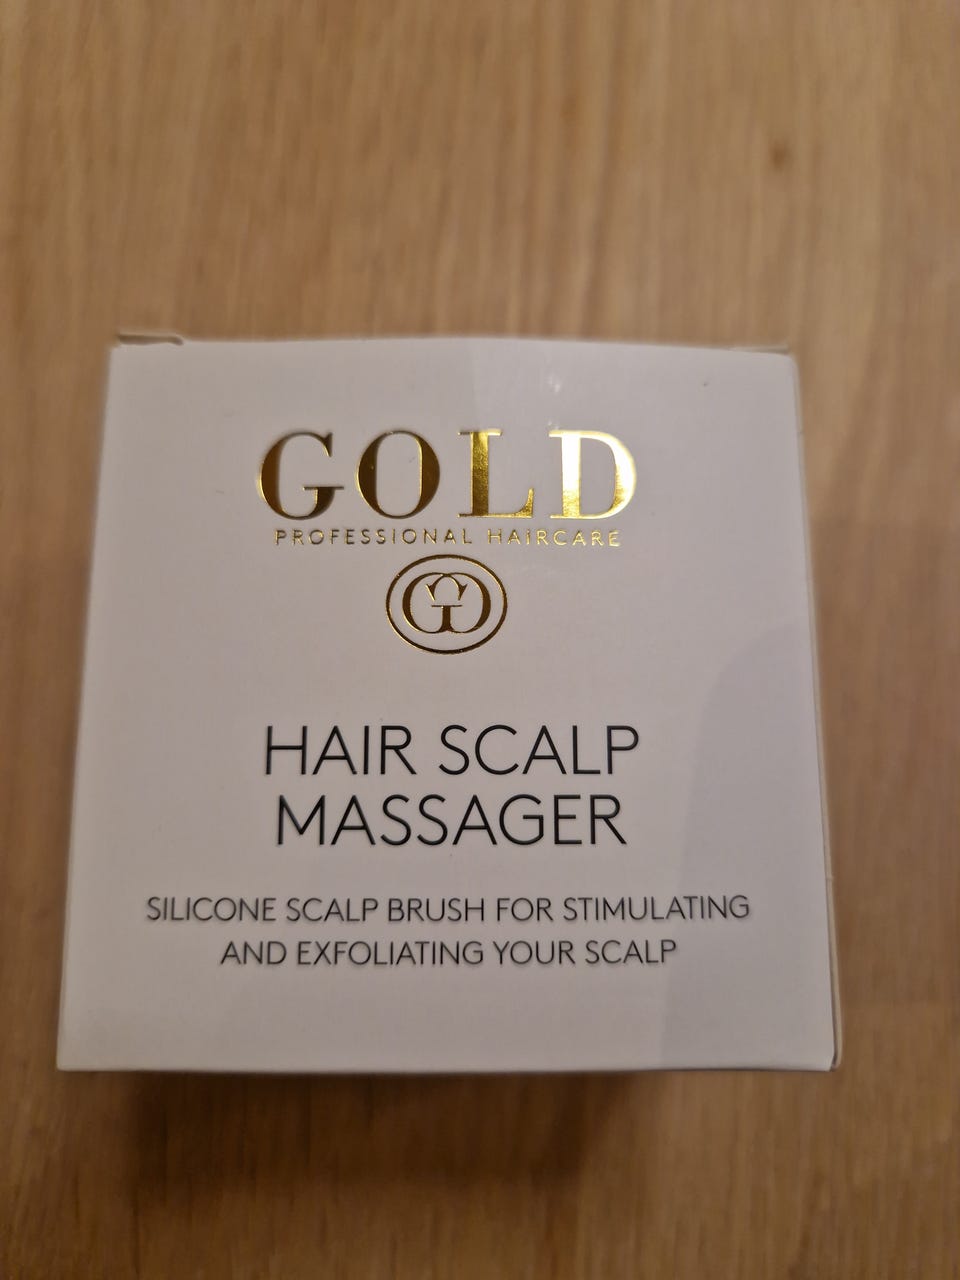 GOLD
PROFESSIONAL HAIRCARE
HAIR SCALP
MASSAGER
SILICONE SCALP BRUSH FOR STIMULATING
AND EXFOLIATING YOUR SCALP